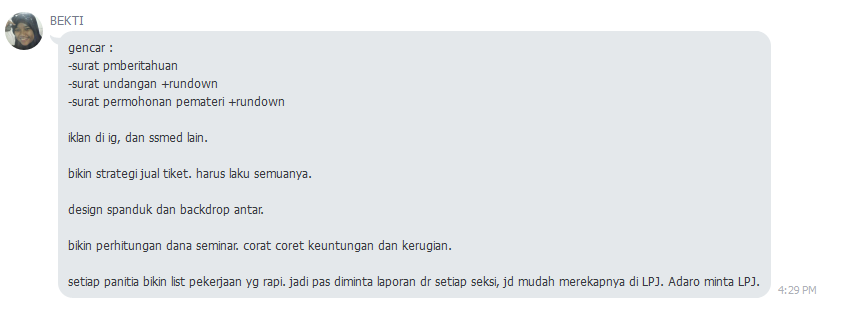 BEKTI
gencar :
-surat pmberitahuan
-surat undangan +rundown
-surat permohonan pemateri +rundown
iklan di ig, dan ssmed lain.
bikin strategi jual tiket. harus laku semuanya.
design spanduk dan backdrop antar.
bikin perhitungan dana seminar. corat coret keuntungan dan kerugian.
setiap panitia bikin list pekerjaan yg rapi. jadi pas diminta laporan dr setiap seksi, jd mudah merekapnya di LPJ. Adaro minta LPJ.
4:29 PM